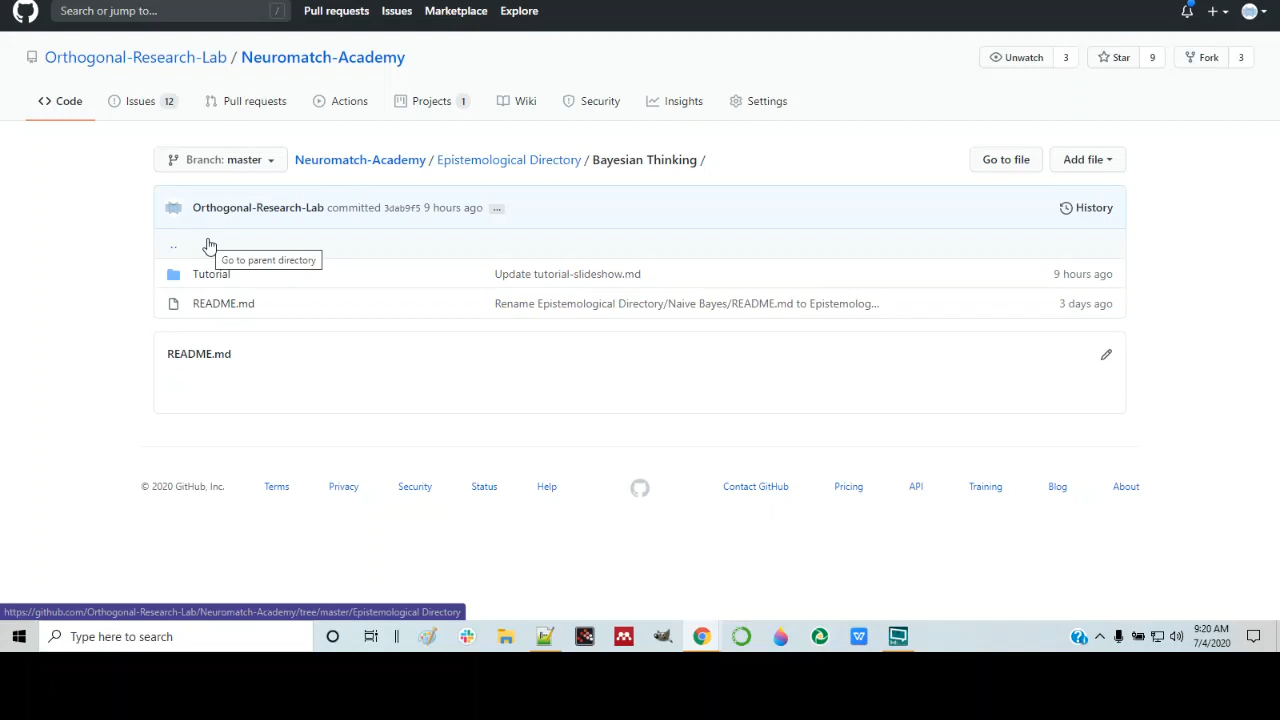 Search or jump to... /
Pull requests Issues Marketplace Explore
Orthogonal-Research-Lab / Neuromatch-Academy
Unwatch 3 Star 9 Fork 3
Code Issues 12 Pull requests Actions Projects 1 Wiki Security Insights Settings
Branch: master Neuromatch-Academy / Epistemological Directory / Bayesian Thinking / Go to file Add file
Orthogonal-Research-Lab committed 3dab9f5 9 hours ago ... History
..
Go to parent directory
Tutorial Update tutorial-slideshow.md 9 hours ago
README.md Rename Epistemological Directory/Naive Bayes/README.md to Epistemolog... 3 days ago
README.md
© 2020 GitHub, Inc. Terms Privacy Security Status Help Contact GitHub Pricing API Training Blog About
https://github.com/Orthogonal-Research-Lab/Neuromatch-Academy/tree/master/Epistemological Directory
Type here to search
9:20 AM
7/4/2020